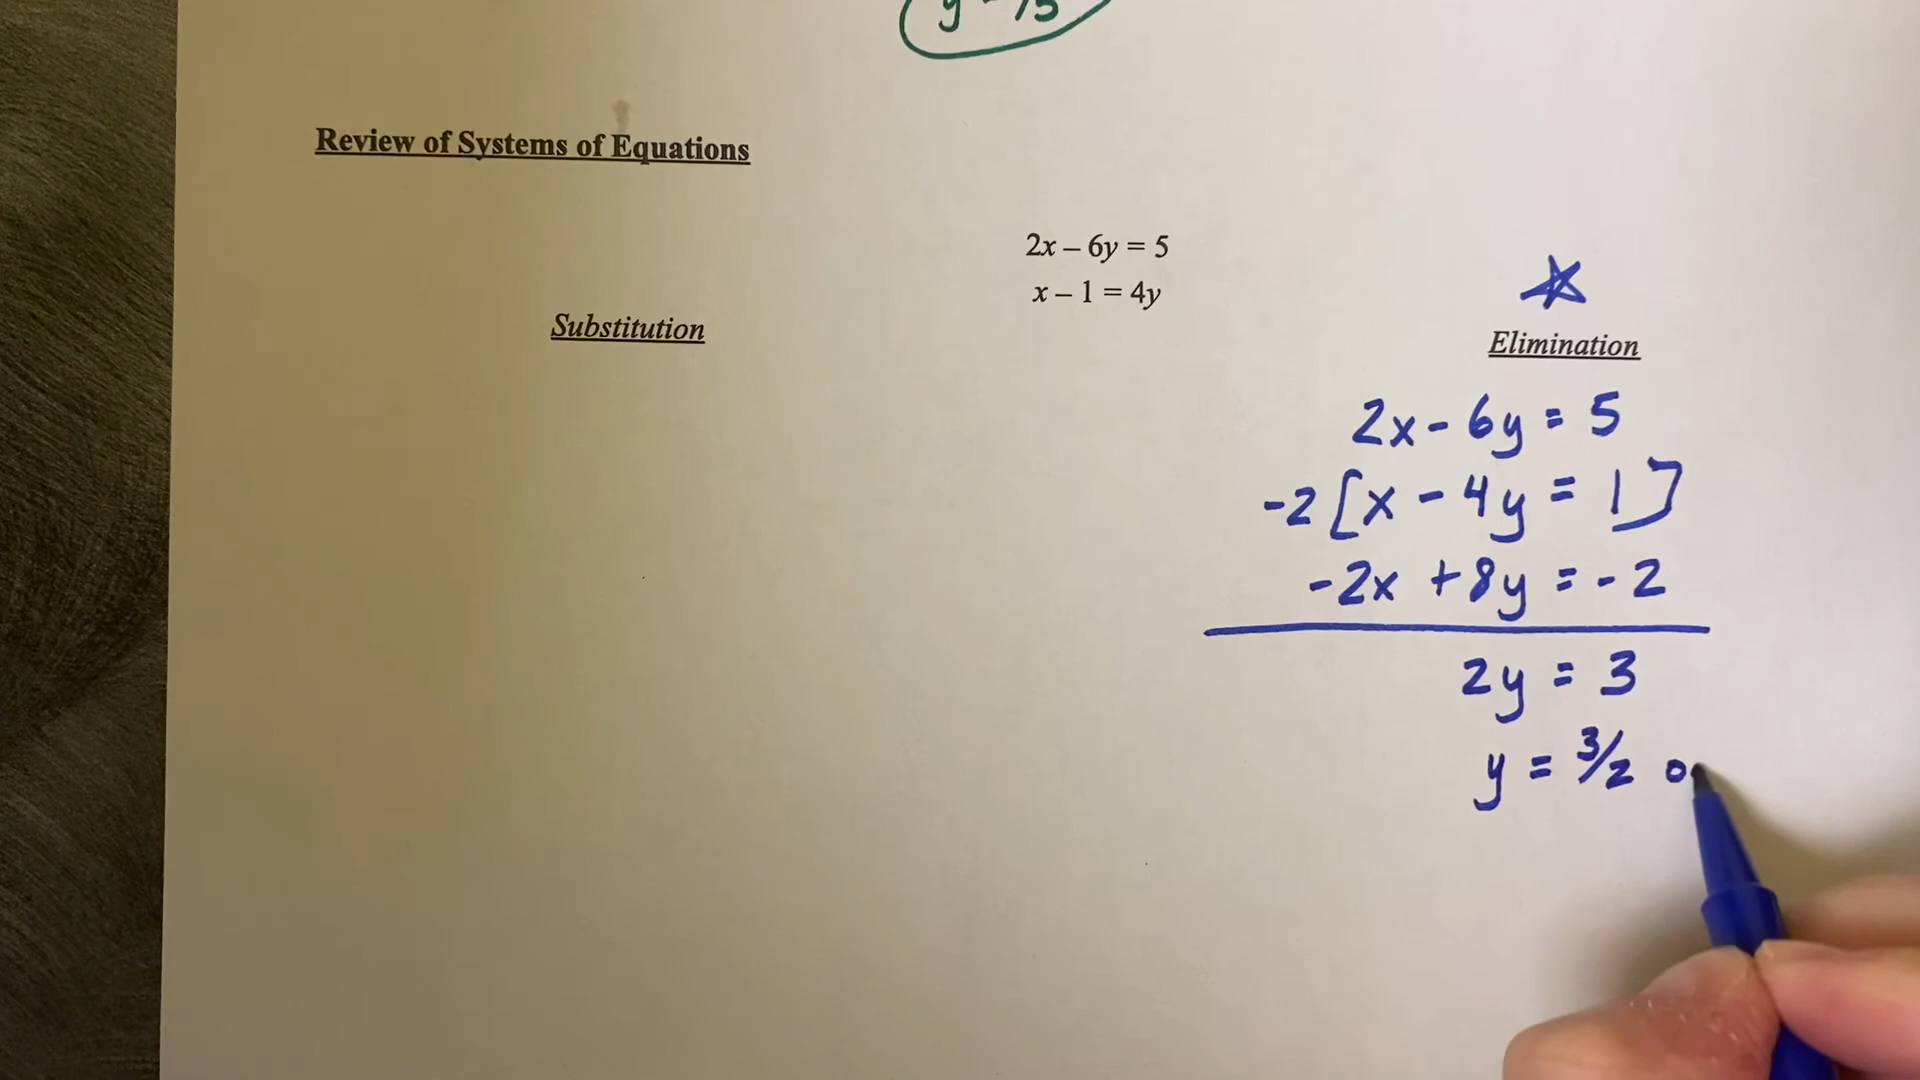 Review of Systems of Equations
2x – 6y = 5
x – 1 = 4y
Substitution
Elimination
2x - 6y = 5
-2[x - 4y = 1]
-2x + 8y = -2
2y = 3
y = 3/2